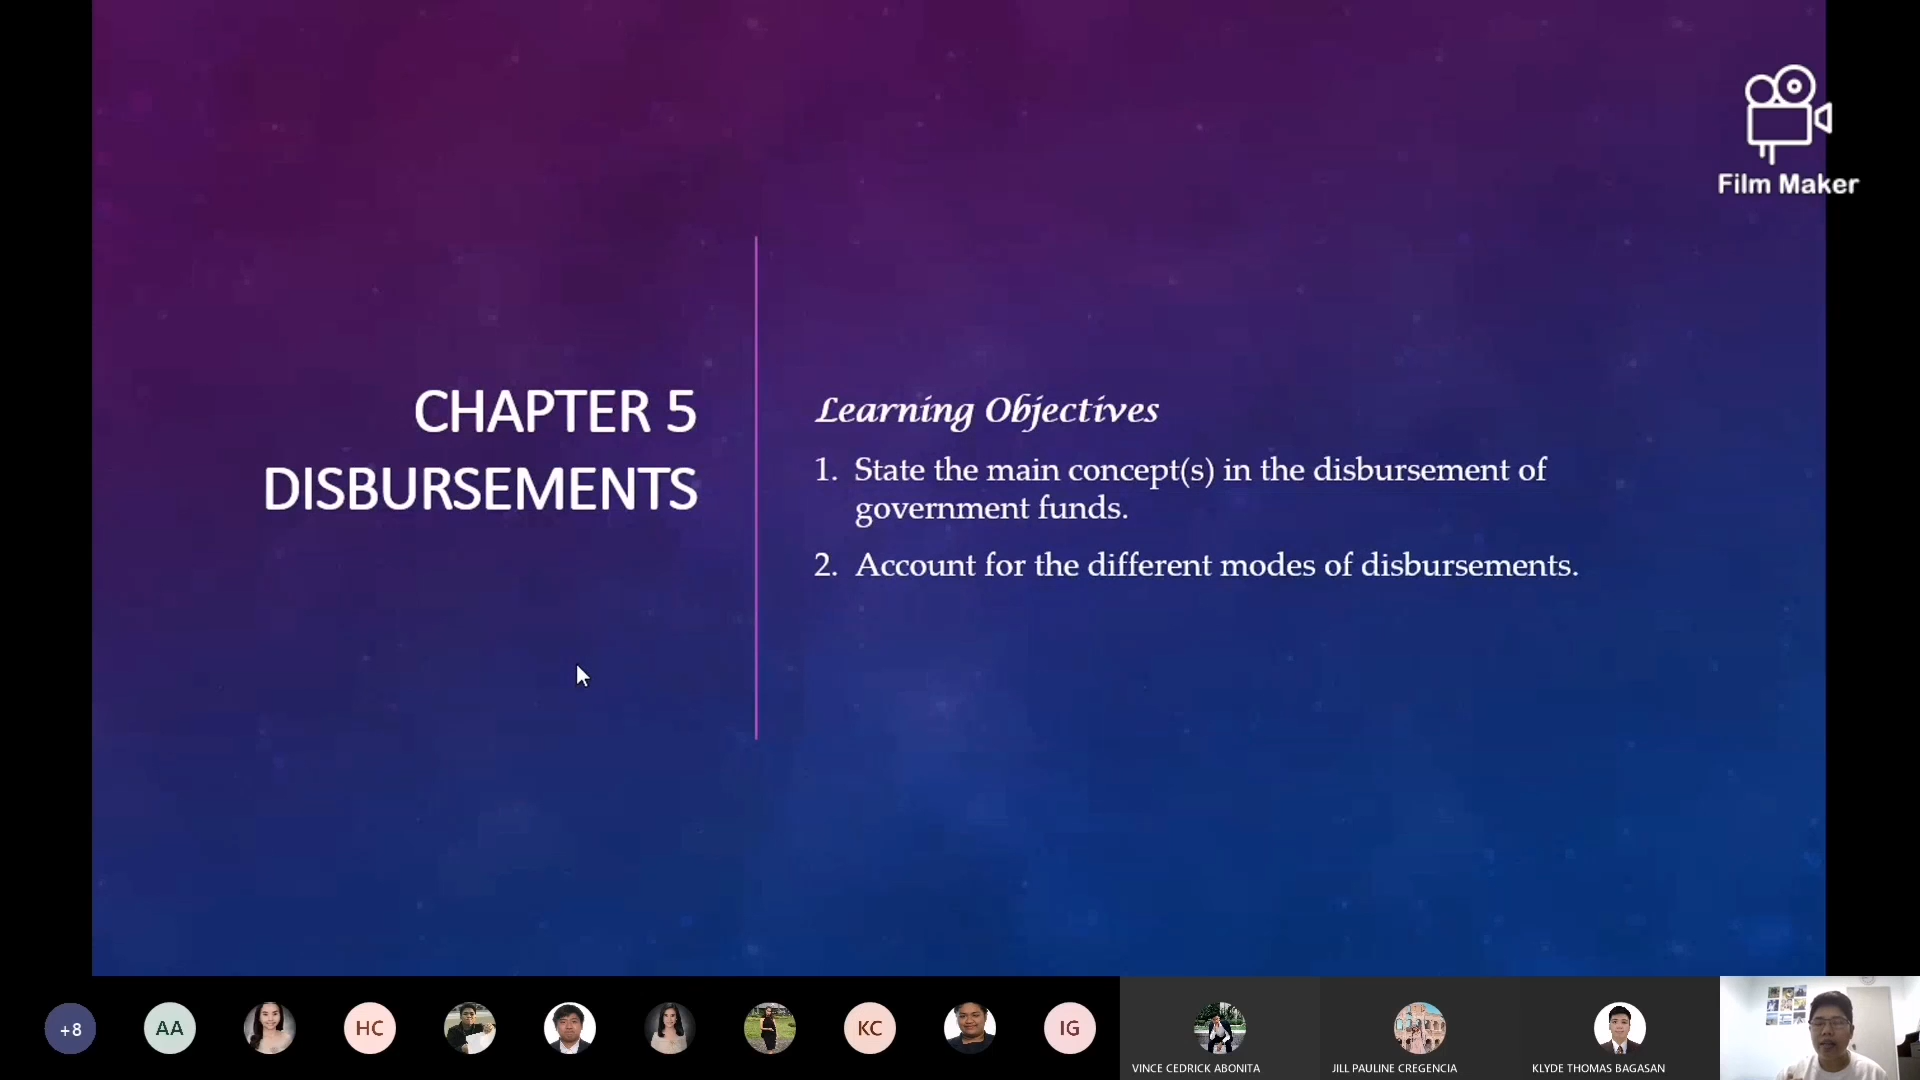 Film Maker
CHAPTER 5
DISBURSEMENTS
Learning Objectives
1. State the main concept(s) in the disbursement of
government funds.
2. Account for the different modes of disbursements.
+8
AA
HC
KC
IG
VINCE CEDRICK ABONITA
JILL PAULINE CREGENCIA
KLYDE THOMAS BAGASAN